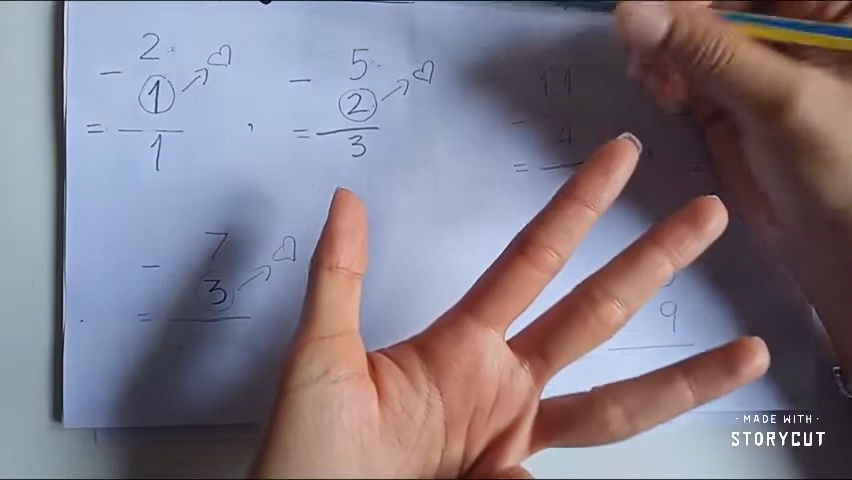 2 5 11
- 1 → ♡ - 2 → ♡ - 4
= 1 , = 3 = ,
7
- 3 → ♡ 9
=
· MADE WITH ·
STORYCUT